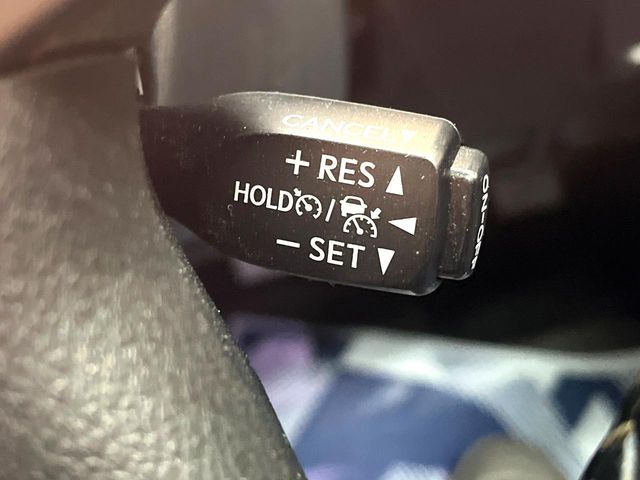 CANCEL ▼
+ RES ▲
HOLD / ◀
− SET ▼
ON-OFF